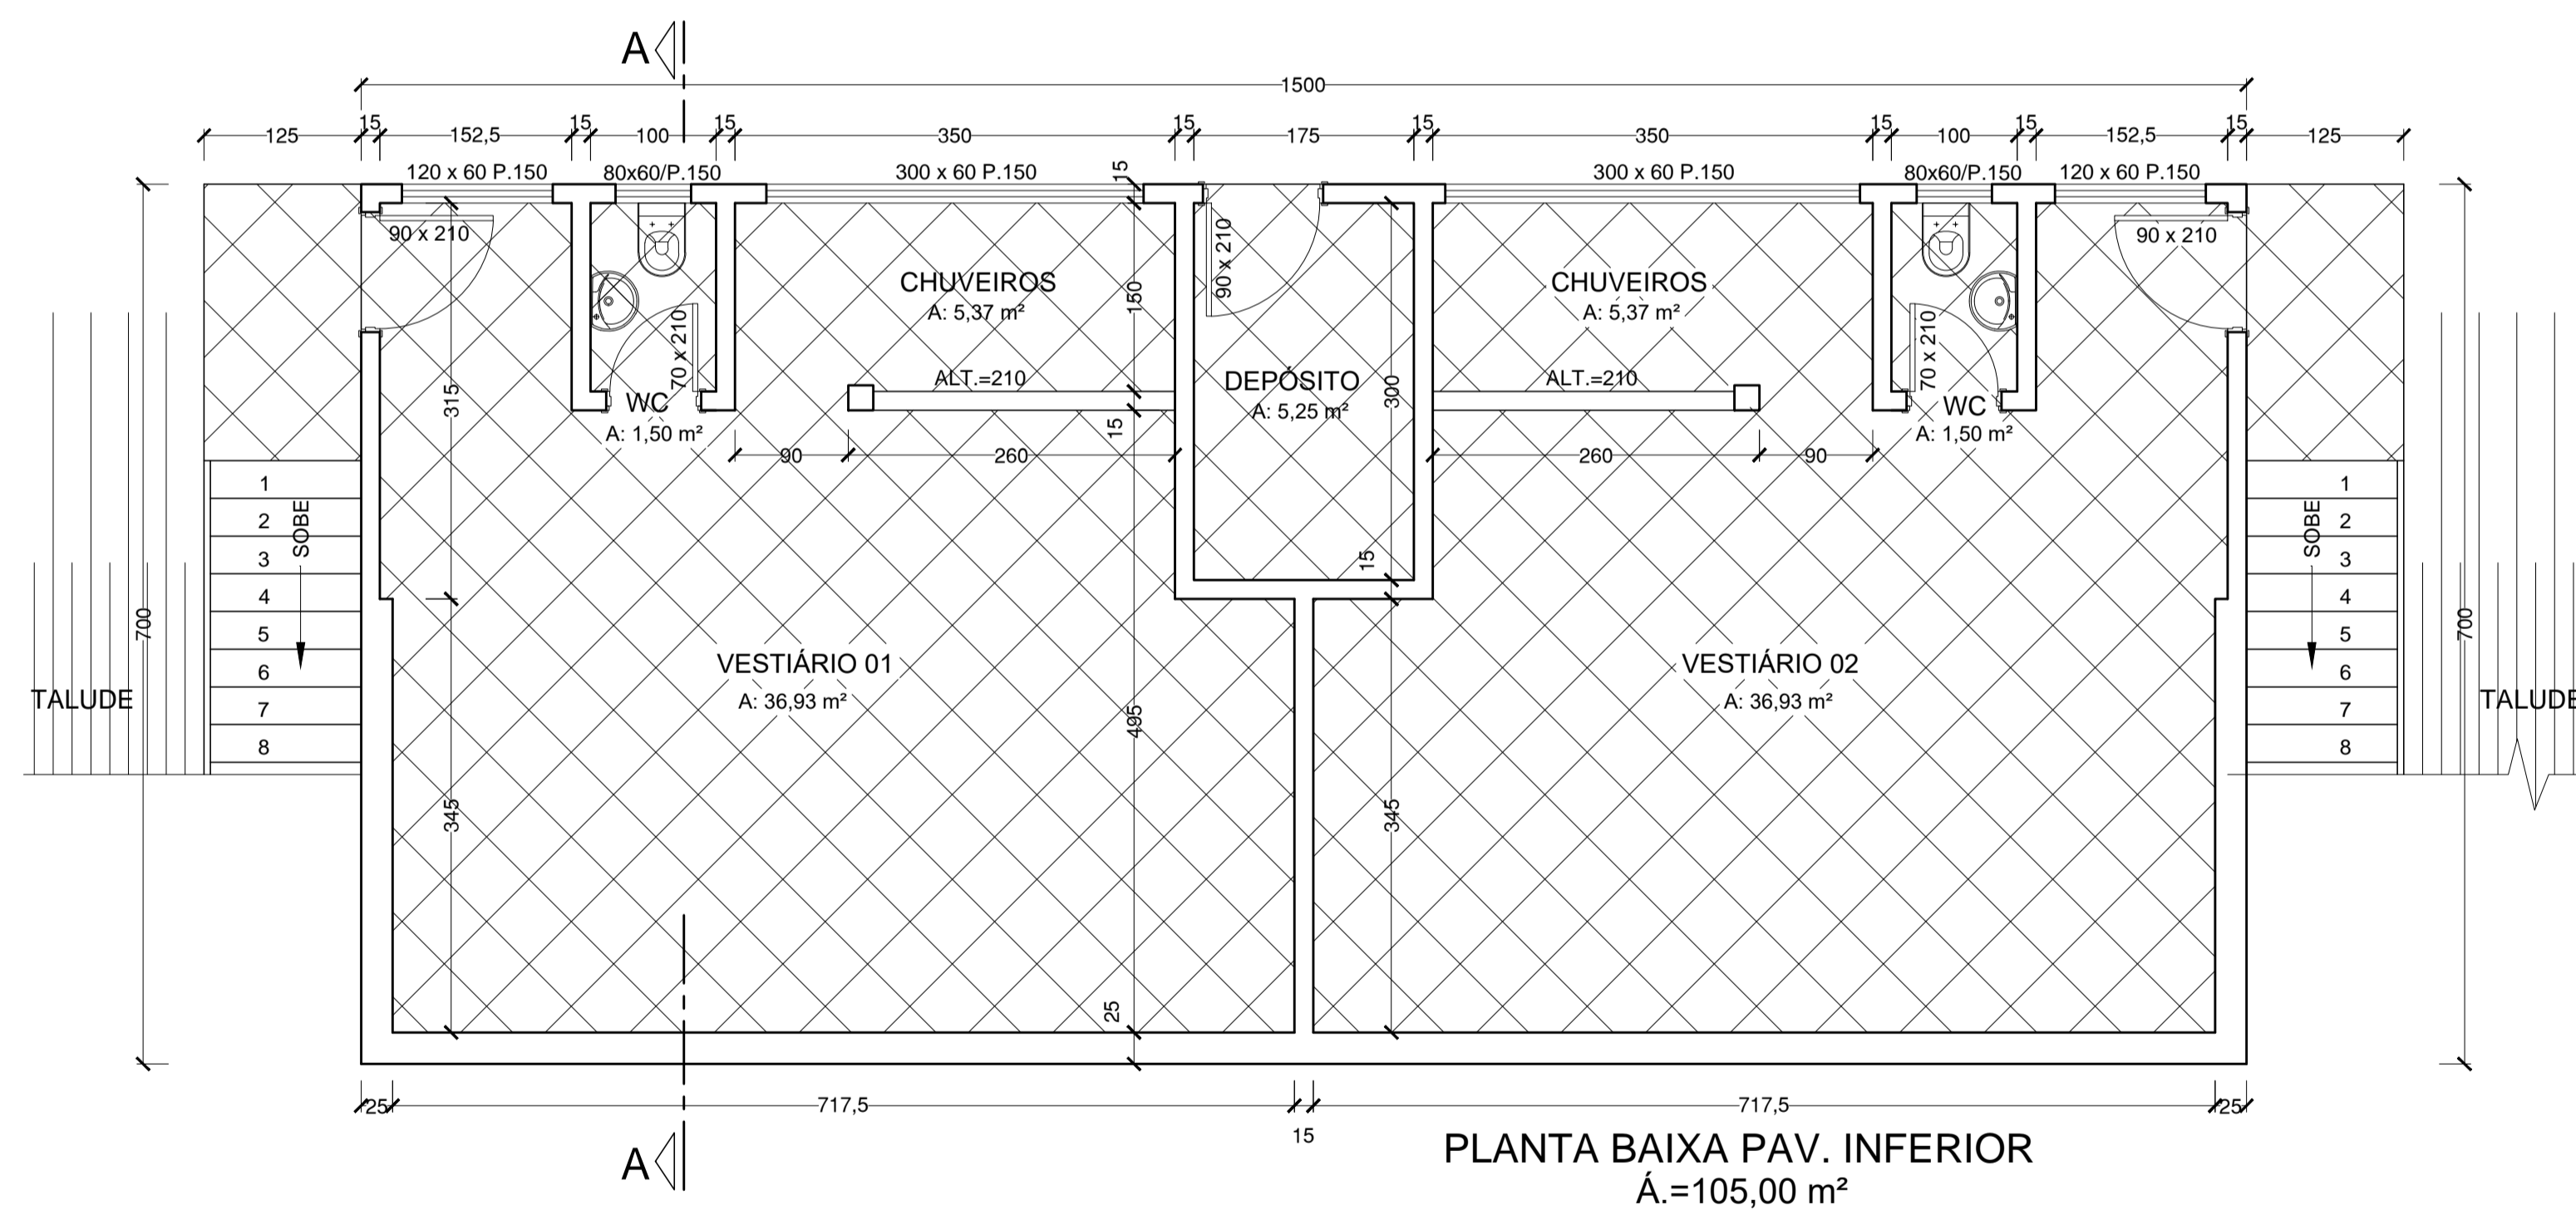 A
1500
125
15
152,5
15
100
15
350
15
175
15
350
15
100
15
152,5
15
125
120 x 60 P.150
80x60/P.150
300 x 60 P.150
15
300 x 60 P.150
80x60/P.150
120 x 60 P.150
90 x 210
90 x 210
90 x 210
CHUVEIROS
A: 5,37 m²
150
CHUVEIROS
A: 5,37 m²
70 x 210
70 x 210
ALT.=210
ALT.=210
DEPÓSITO
A: 5,25 m²
300
315
WC
A: 1,50 m²
WC
A: 1,50 m²
15
90
260
260
90
1
2
3
4
5
6
7
8
SOBE
1
2
3
4
5
6
7
8
SOBE
15
700
700
VESTIÁRIO 01
A: 36,93 m²
VESTIÁRIO 02
A: 36,93 m²
TALUDE
TALUDE
495
345
345
25
25
717,5
15
717,5
25
A
PLANTA BAIXA PAV. INFERIOR
Á.=105,00 m²